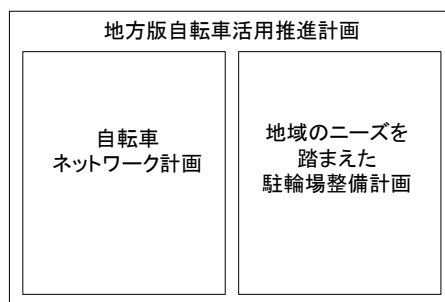 地方版自転車活用推進計画
自転車
ネットワーク計画
地域のニーズを
踏まえた
駐輪場整備計画